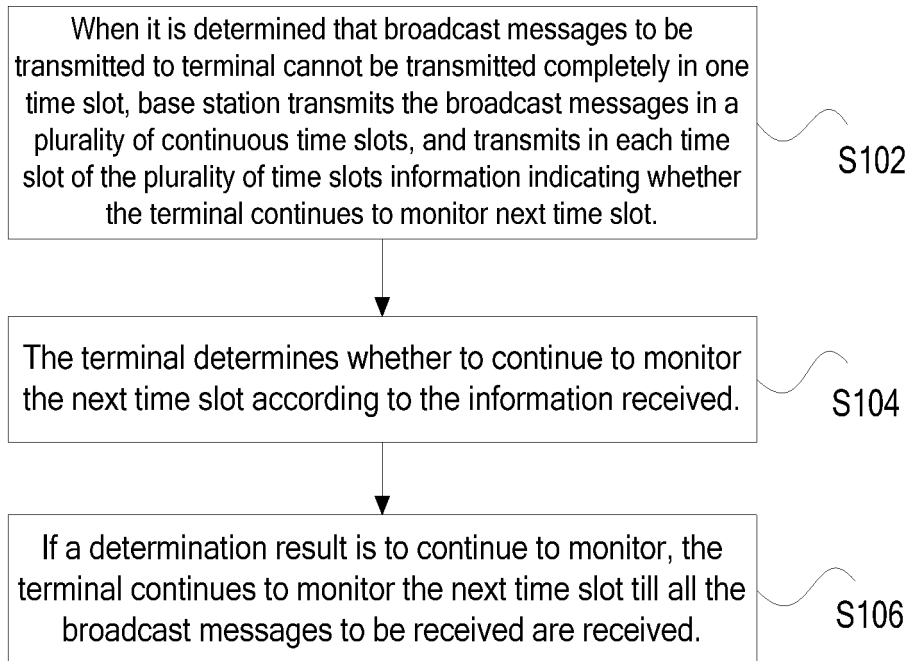 When it is determined that broadcast messages to be
transmitted to terminal cannot be transmitted completely in one
time slot, base station transmits the broadcast messages in a
plurality of continuous time slots, and transmits in each time
slot of the plurality of time slots information indicating whether
the terminal continues to monitor next time slot.
S102
The terminal determines whether to continue to monitor
the next time slot according to the information received.
S104
If a determination result is to continue to monitor, the
terminal continues to monitor the next time slot till all the
broadcast messages to be received are received.
S106